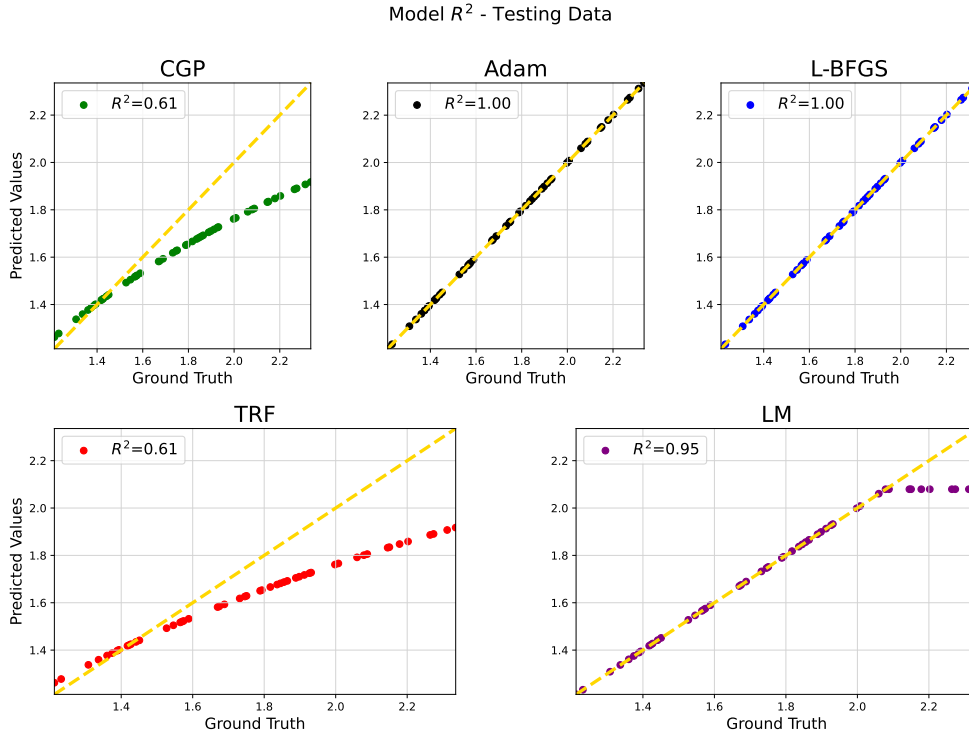 Model R² - Testing Data
CGP
R²=0.61
2.2
2.0
1.8
1.6
1.4
Predicted Values
1.4 1.6 1.8 2.0 2.2
Ground Truth
Adam
R²=1.00
2.2
2.0
1.8
1.6
1.4
1.4 1.6 1.8 2.0 2.2
Ground Truth
L-BFGS
R²=1.00
2.2
2.0
1.8
1.6
1.4
1.4 1.6 1.8 2.0 2.2
Ground Truth
TRF
R²=0.61
2.2
2.0
1.8
1.6
1.4
Predicted Values
1.4 1.6 1.8 2.0 2.2
Ground Truth
LM
R²=0.95
2.2
2.0
1.8
1.6
1.4
1.4 1.6 1.8 2.0 2.2
Ground Truth